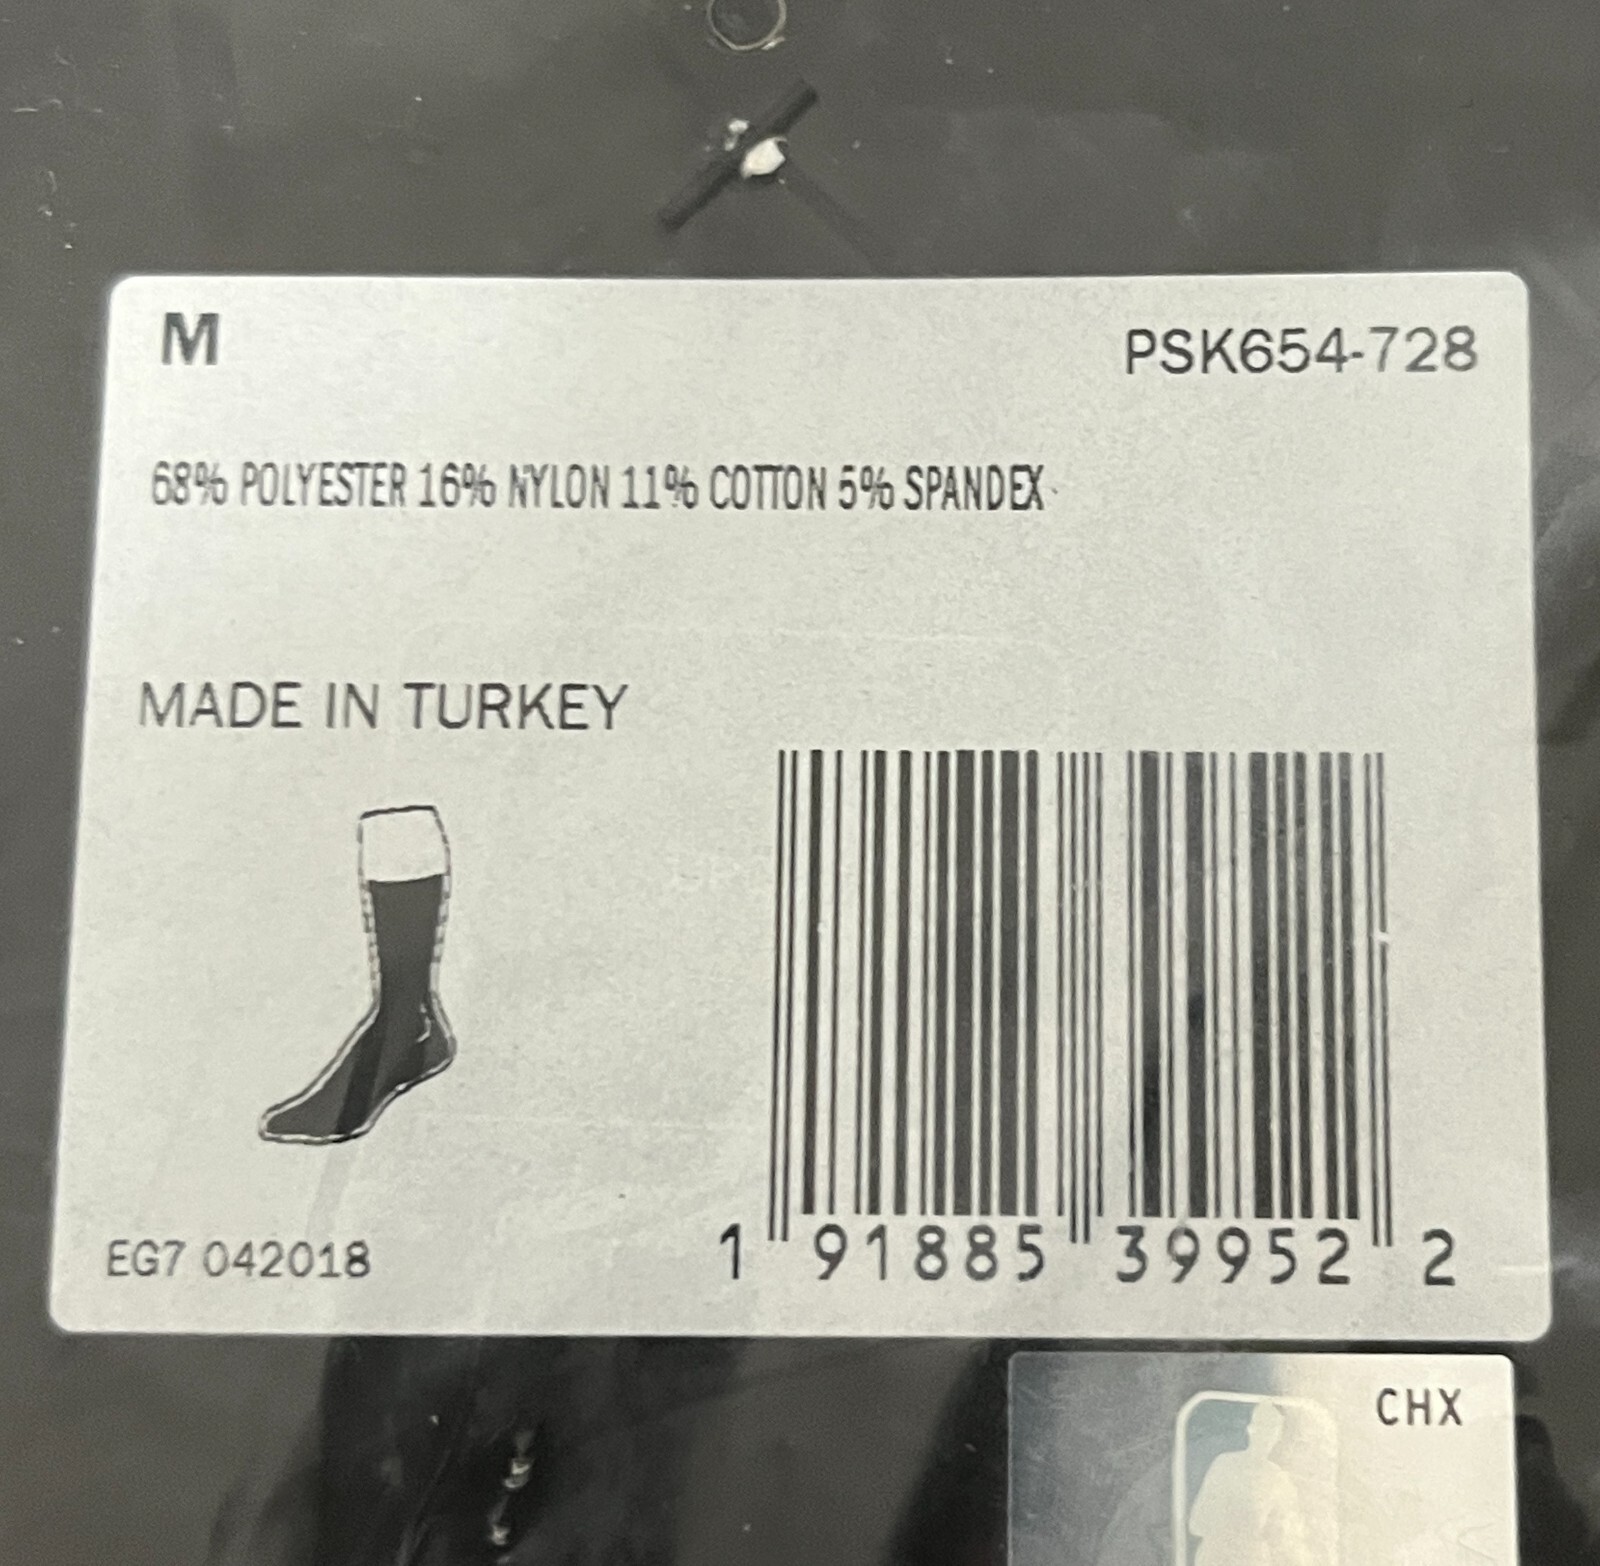 M
PSK654-728
68% POLYESTER 16% NYLON 11% COTTON 5% SPANDEX
MADE IN TURKEY
EG7 042018
1 91885 39952 2
CHX